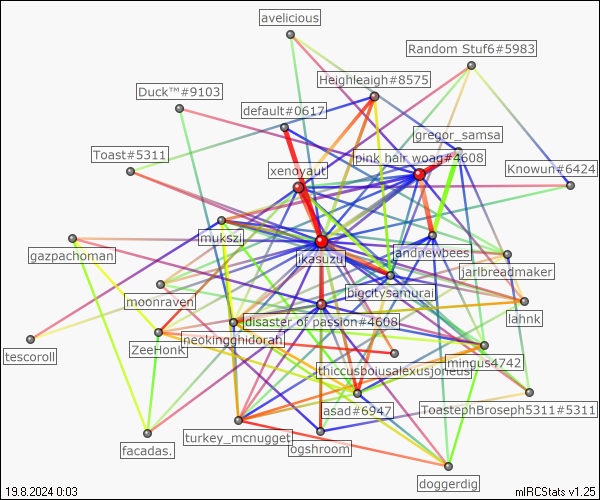 avelicious
Random Stuf6#5983
Heighleigh#8575
Duck™#9103
default#0617
gregor_samsa
Toast#5311
pink hair woag#4608
xenoyaut
Knowun#6424
mukszi
gazpachoman
ikasuzu
andnewbees
jarlbreadmaker
bigcitysamurai
moonraven
lahnk
disaster of passion#4608
neokingghidorah
ZeeHonk
tescoroll
mingus4742
thiccusboiusalexusjoneus
asad#6947
ToastephBroseph5311#5311
turkey_mcnugget
facadas.
ogshroom
doggerdig
19.8.2024 0:03
mIRCStats v1.25